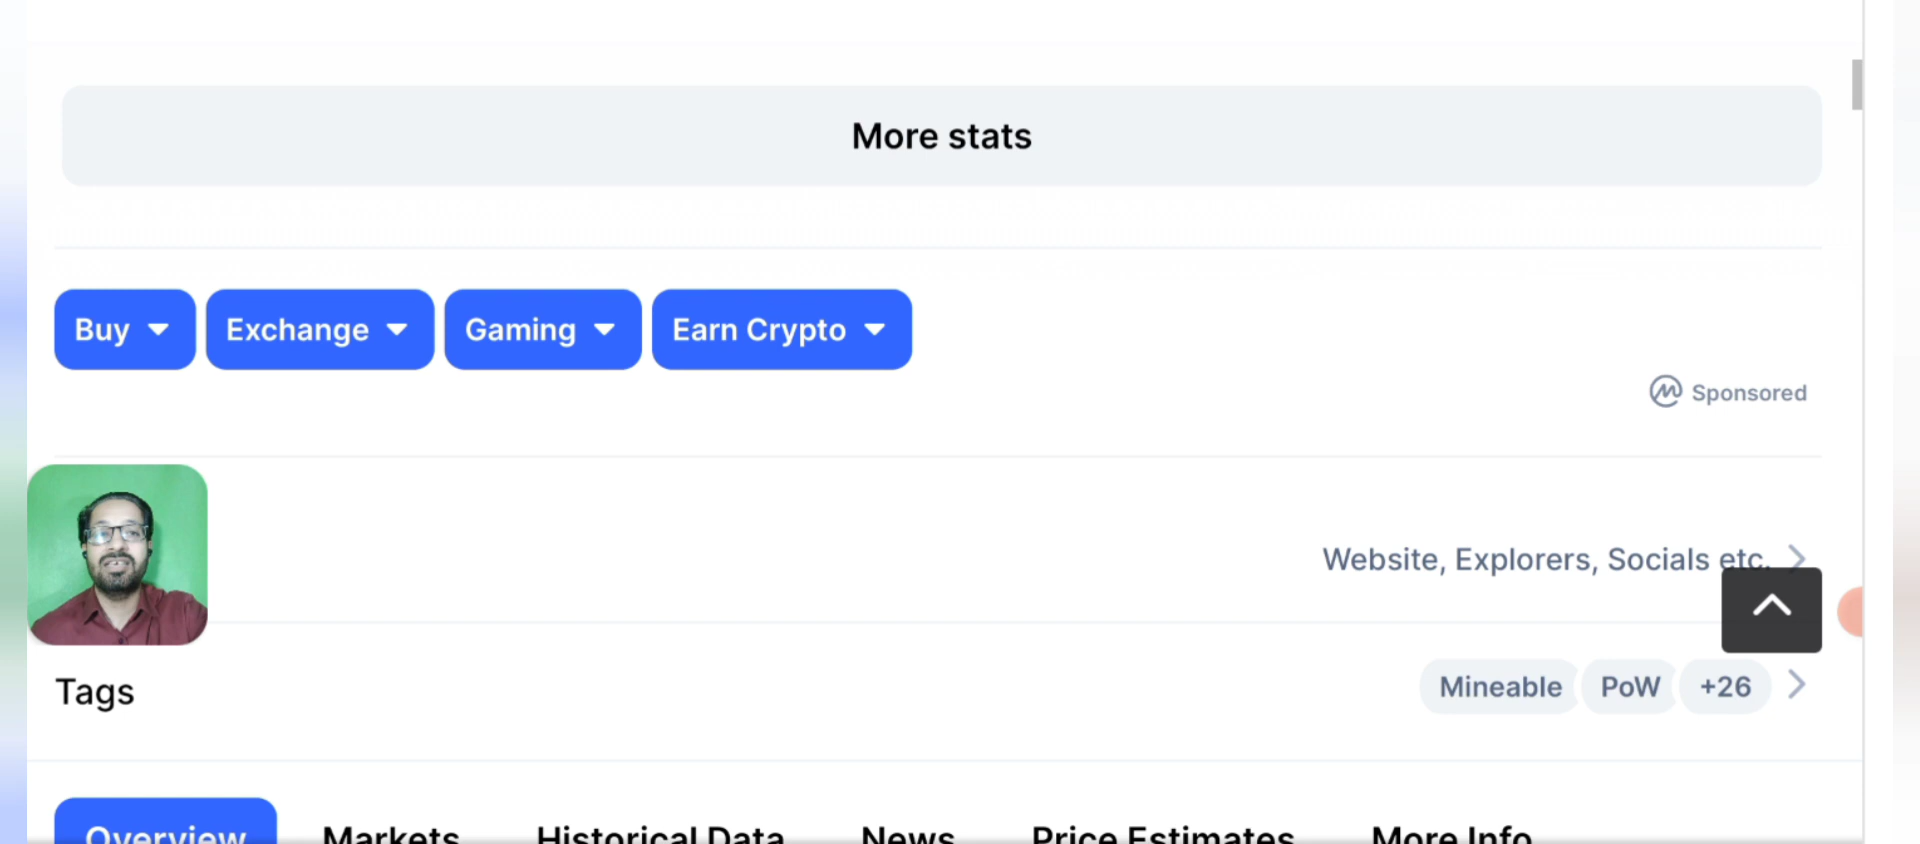 More stats
Buy Exchange Gaming Earn Crypto
Sponsored
Website, Explorers, Socials etc.
Tags
Mineable PoW +26
Overview Markets Historical Data News Price Estimates More Info